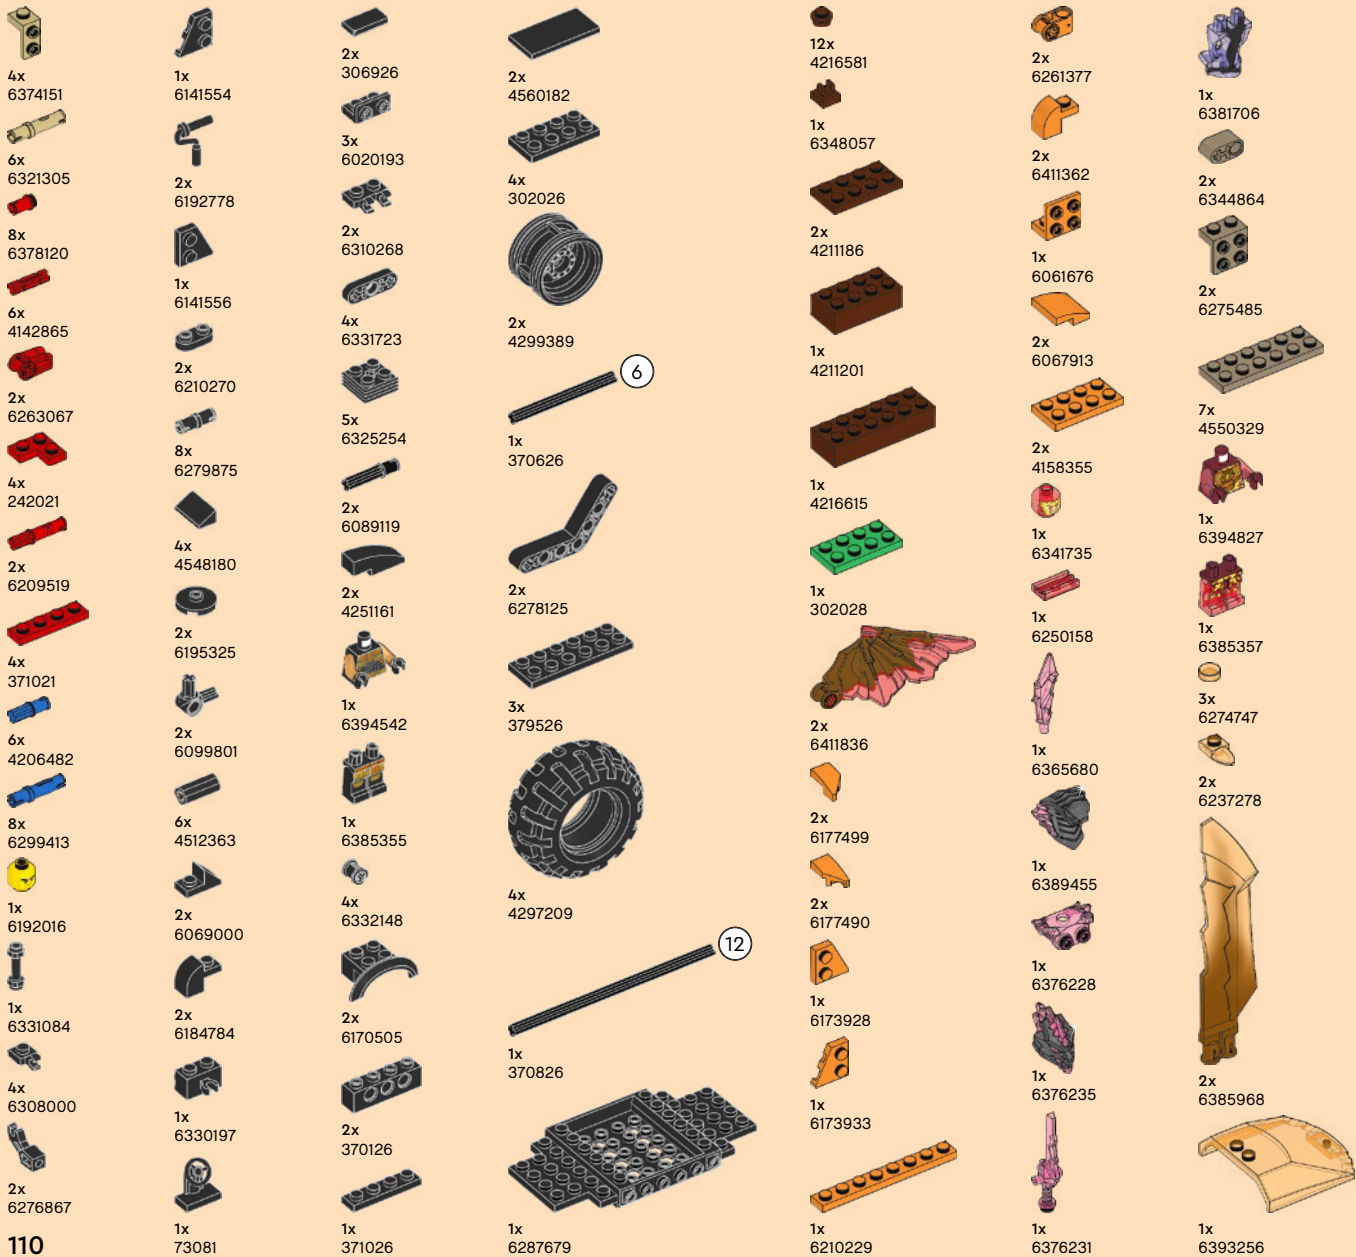 4x
6374151
6x
6321305
8x
6378120
6x
4142865
2x
6263067
4x
242021
2x
6209519
4x
371021
6x
4206482
8x
6299413
1x
6192016
1x
6331084
4x
6308000
2x
6276867
110
1x
6141554
2x
6192778
1x
6141556
2x
6210270
8x
6279875
4x
4548180
2x
6195325
2x
6099801
6x
4512363
2x
6069000
2x
6184784
1x
6330197
1x
73081
2x
306926
3x
6020193
2x
6310268
4x
6331723
5x
6325254
2x
6089119
2x
4251161
1x
6394542
1x
6385355
4x
6332148
2x
6170505
2x
370126
1x
371026
2x
4560182
4x
302026
2x
4299389
6
1x
370626
2x
6278125
3x
379526
4x
4297209
12
1x
370826
1x
6287679
12x
4216581
1x
6348057
2x
4211186
1x
4211201
1x
4216615
1x
302028
2x
6411836
2x
6177499
2x
6177490
1x
6173928
1x
6173933
1x
6210229
2x
6261377
2x
6411362
1x
6061676
2x
6067913
2x
4158355
1x
6341735
1x
6250158
1x
6365680
1x
6389455
1x
6376228
1x
6376235
1x
6376231
1x
6381706
2x
6344864
2x
6275485
7x
4550329
1x
6394827
1x
6385357
3x
6274747
2x
6237278
2x
6385968
1x
6393256